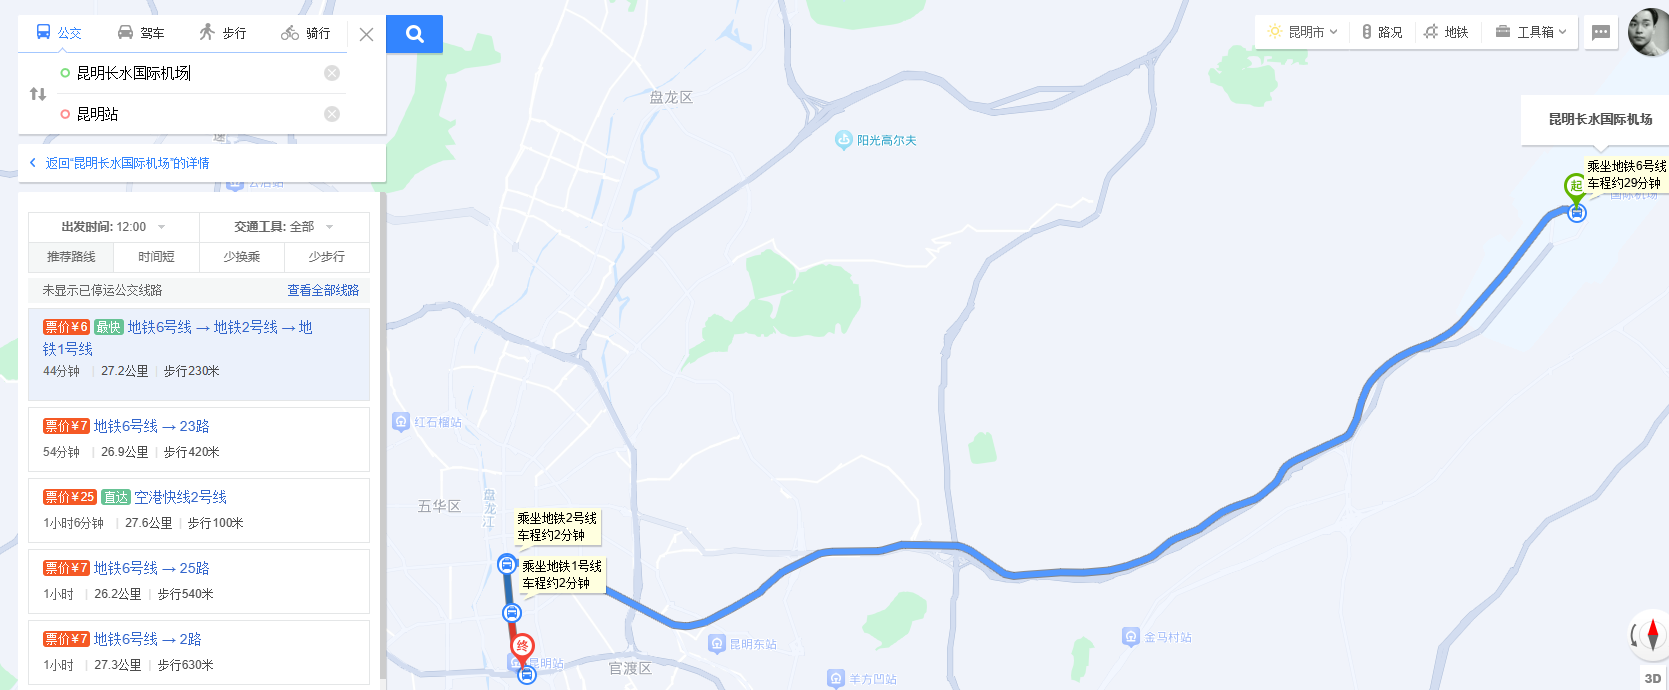 公交
驾车
步行
骑行
昆明长水国际机场
昆明站
返回"昆明长水国际机场"的详情
出发时间: 12:00
交通工具: 全部
推荐路线
时间短
少换乘
少步行
未显示已停运公交线路
查看全部线路
票价¥6 最快 地铁6号线 → 地铁2号线 → 地
铁1号线
44分钟 | 27.2公里 | 步行230米
票价¥7 地铁6号线 → 23路
54分钟 | 26.9公里 | 步行420米
票价¥25 直达 空港快线2号线
1小时6分钟 | 27.6公里 | 步行100米
票价¥7 地铁6号线 → 25路
1小时 | 26.2公里 | 步行540米
票价¥7 地铁6号线 → 2路
1小时 | 27.3公里 | 步行630米
昆明市
路况
地铁
工具箱
盘龙区
阳光高尔夫
昆明长水国际机场
乘坐地铁6号线
车程约29分钟
起
国际机场
红石榴站
五华区
盘龙江
乘坐地铁2号线
车程约2分钟
乘坐地铁1号线
车程约2分钟
终
昆明站
昆明东站
官渡区
羊方凹站
金马村站
3D